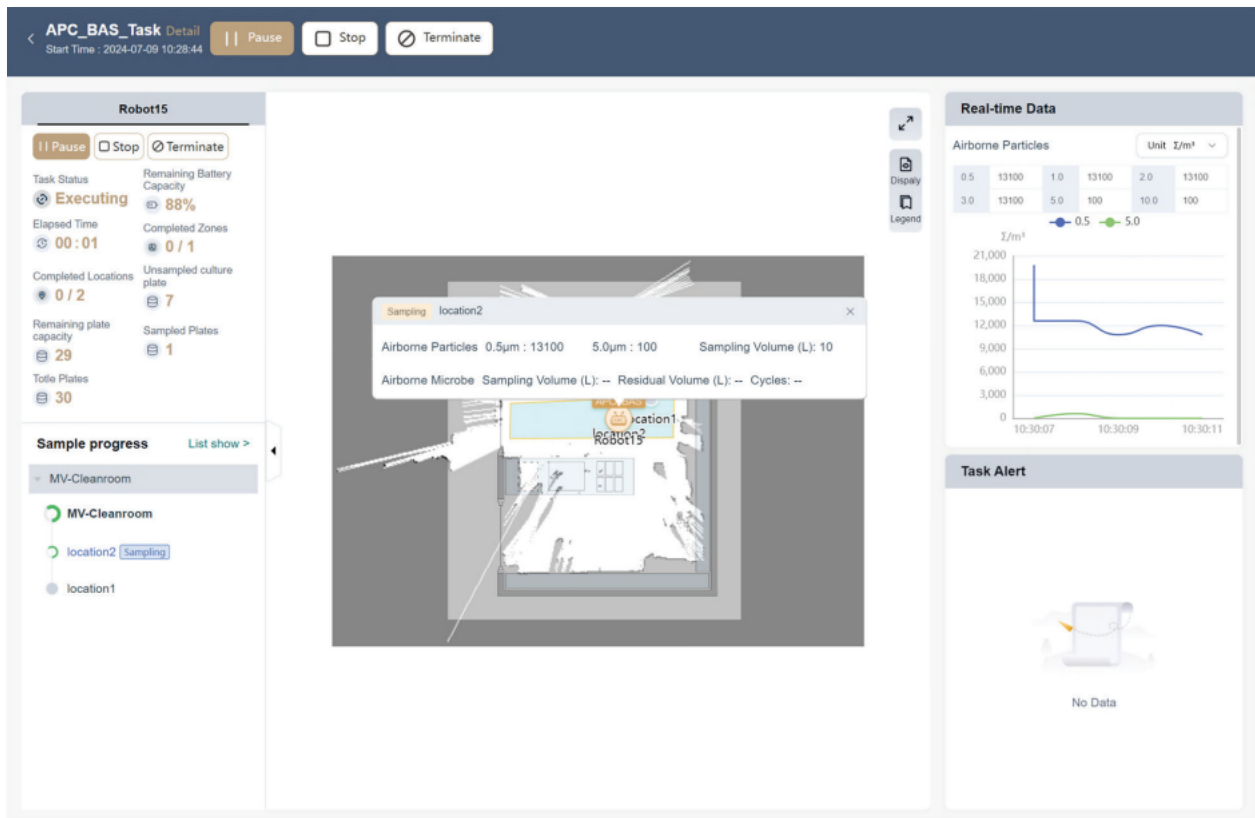 APC_BAS_Task Detail
Start Time : 2024-07-09 10:28:44
Pause
Stop
Terminate
Robot15
Pause
Stop
Terminate
Task Status
Executing
Remaining Battery
Capacity
88%
Elapsed Time
00 : 01
Completed Zones
0 / 1
Completed Locations
0 / 2
Unsampled culture
plate
7
Remaining plate
capacity
29
Sampled Plates
1
Totle Plates
30
Sample progress
List show >
MV-Cleanroom
MV-Cleanroom
location2 Sampling
location1
Dispaly
Legend
Sampling location2
Airborne Particles 0.5μm : 13100 5.0μm : 100 Sampling Volume (L): 10
Airborne Microbe Sampling Volume (L): -- Residual Volume (L): -- Cycles: --
location2
Robot15
Real-time Data
Airborne Particles
Unit Σ/m³
0.5 13100 1.0 13100 2.0 13100
3.0 13100 5.0 100 10.0 100
0.5 5.0
Σ/m³
21,000
18,000
15,000
12,000
9,000
6,000
3,000
0
10:30:07 10:30:09 10:30:11
Task Alert
No Data